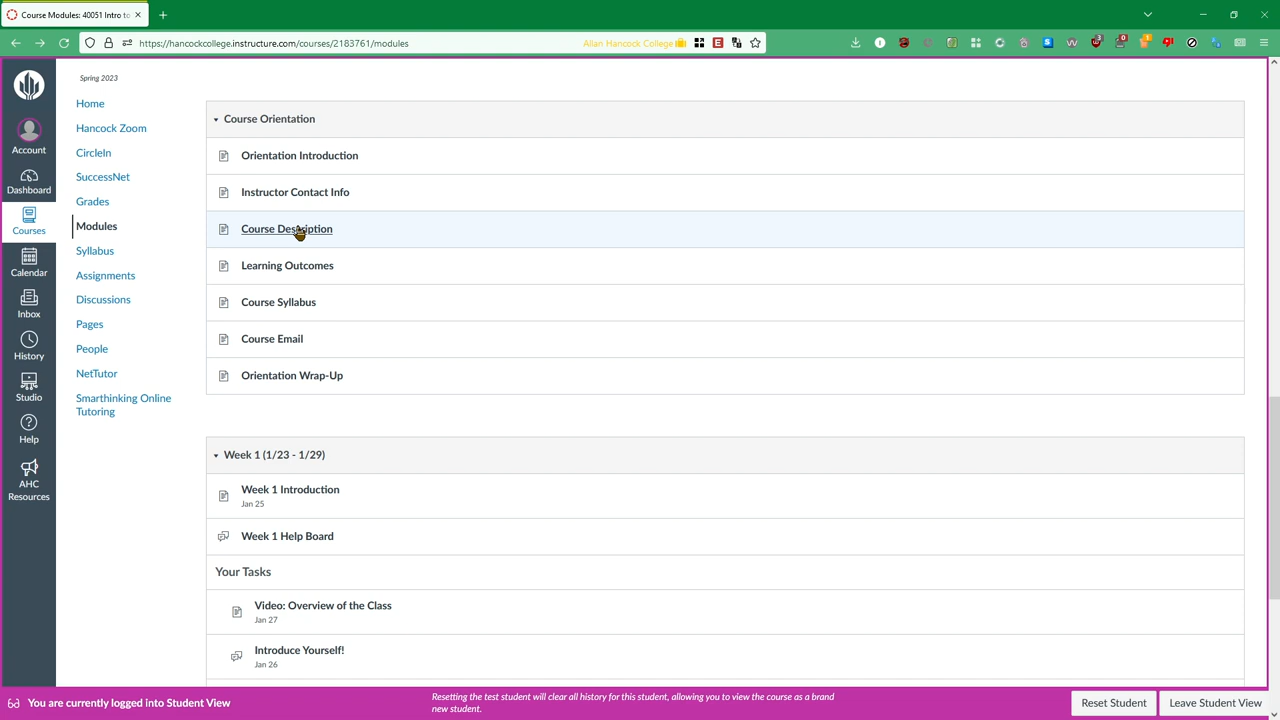 Course Modules: 40051 Intro to
https://hancockcollege.instructure.com/courses/2183761/modules
Allan Hancock College
Spring 2023
Account
Dashboard
Courses
Calendar
Inbox
History
Studio
Help
AHC
Resources
Home
Hancock Zoom
CircleIn
SuccessNet
Grades
Modules
Syllabus
Assignments
Discussions
Pages
People
NetTutor
Smarthinking Online
Tutoring
Course Orientation
Orientation Introduction
Instructor Contact Info
Course Description
Learning Outcomes
Course Syllabus
Course Email
Orientation Wrap-Up
Week 1 (1/23 - 1/29)
Week 1 Introduction
Jan 25
Week 1 Help Board
Your Tasks
Video: Overview of the Class
Jan 27
Introduce Yourself!
Jan 26
You are currently logged into Student View
Resetting the test student will clear all history for this student, allowing you to view the course as a brand
new student.
Reset Student
Leave Student View